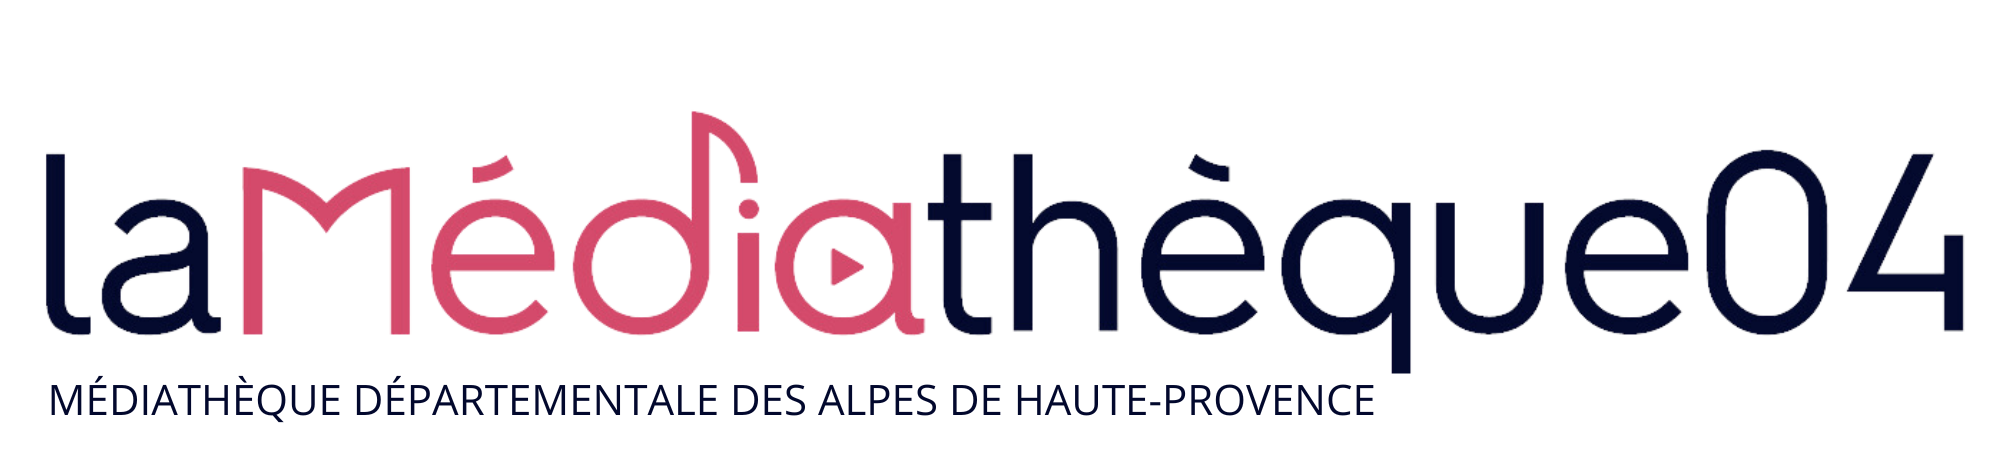 laMédiathèque04
MÉDIATHÈQUE DÉPARTEMENTALE DES ALPES DE HAUTE-PROVENCE